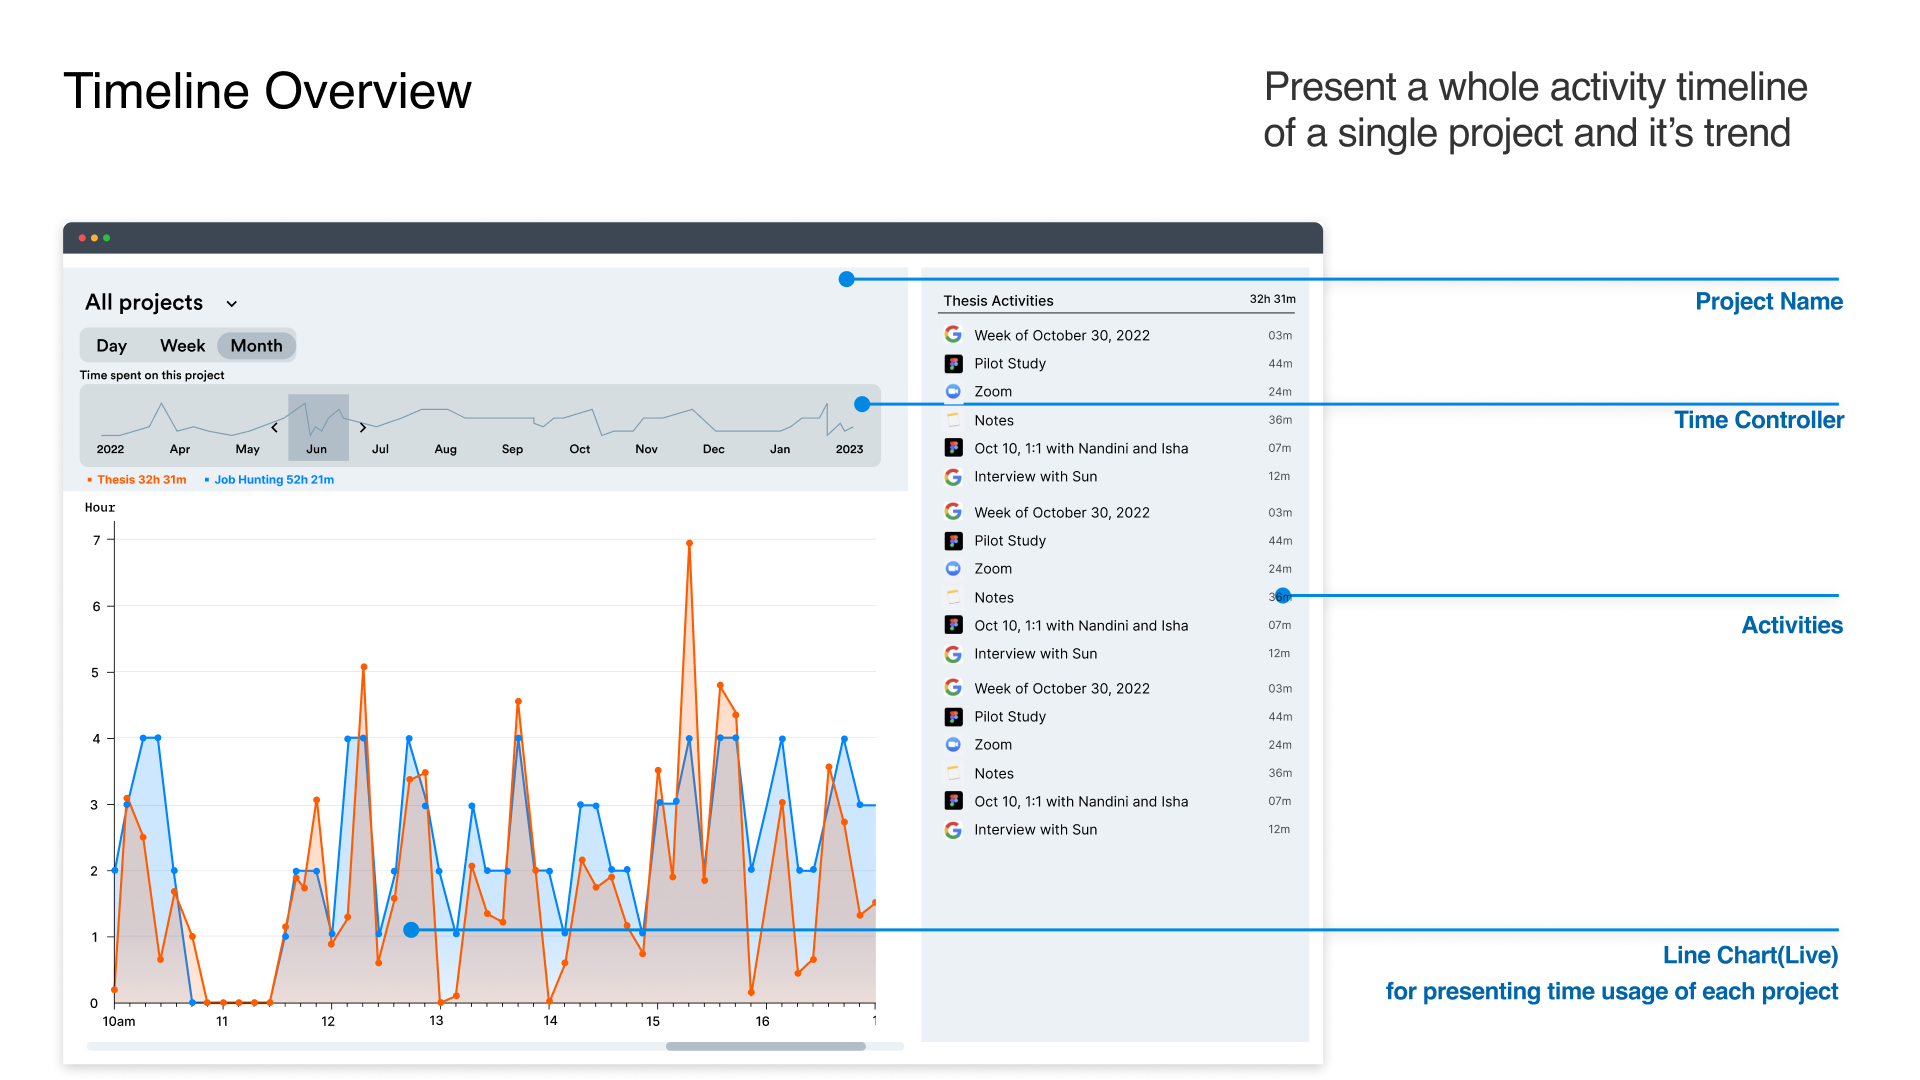 Timeline Overview
Present a whole activity timeline
of a single project and it's trend
All projects
Day Week Month
Time spent on this project
2022 Apr May Jun Jul Aug Sep Oct Nov Dec Jan 2023
Thesis 32h 31m Job Hunting 52h 21m
Hour
7
6
5
4
3
2
1
0
10am 11 12 13 14 15 16 1
Thesis Activities 32h 31m
Week of October 30, 2022 03m
Pilot Study 44m
Zoom 24m
Notes 36m
Oct 10, 1:1 with Nandini and Isha 07m
Interview with Sun 12m
Week of October 30, 2022 03m
Pilot Study 44m
Zoom 24m
Notes 36m
Oct 10, 1:1 with Nandini and Isha 07m
Interview with Sun 12m
Week of October 30, 2022 03m
Pilot Study 44m
Zoom 24m
Notes 36m
Oct 10, 1:1 with Nandini and Isha 07m
Interview with Sun 12m
Project Name
Time Controller
Activities
Line Chart(Live)
for presenting time usage of each project